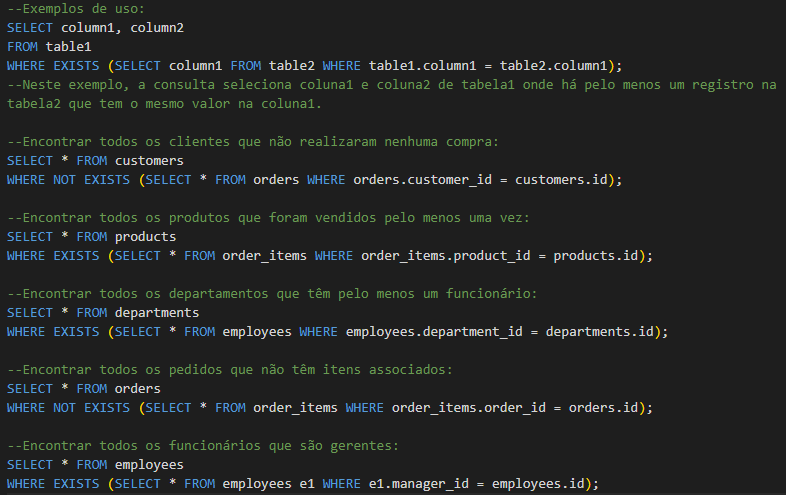 --Exemplos de uso:
SELECT column1, column2
FROM table1
WHERE EXISTS (SELECT column1 FROM table2 WHERE table1.column1 = table2.column1);
--Neste exemplo, a consulta seleciona coluna1 e coluna2 de tabela1 onde há pelo menos um registro na
tabela2 que tem o mesmo valor na coluna1.
--Encontrar todos os clientes que não realizaram nenhuma compra:
SELECT * FROM customers
WHERE NOT EXISTS (SELECT * FROM orders WHERE orders.customer_id = customers.id);
--Encontrar todos os produtos que foram vendidos pelo menos uma vez:
SELECT * FROM products
WHERE EXISTS (SELECT * FROM order_items WHERE order_items.product_id = products.id);
--Encontrar todos os departamentos que têm pelo menos um funcionário:
SELECT * FROM departments
WHERE EXISTS (SELECT * FROM employees WHERE employees.department_id = departments.id);
--Encontrar todos os pedidos que não têm itens associados:
SELECT * FROM orders
WHERE NOT EXISTS (SELECT * FROM order_items WHERE order_items.order_id = orders.id);
--Encontrar todos os funcionários que são gerentes:
SELECT * FROM employees
WHERE EXISTS (SELECT * FROM employees e1 WHERE e1.manager_id = employees.id);